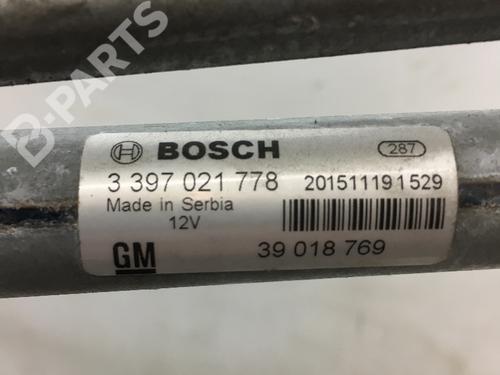 B-PARTS
BOSCH 287
3 397 021 778 201511191529
Made in Serbia
12V
GM 39 018 769